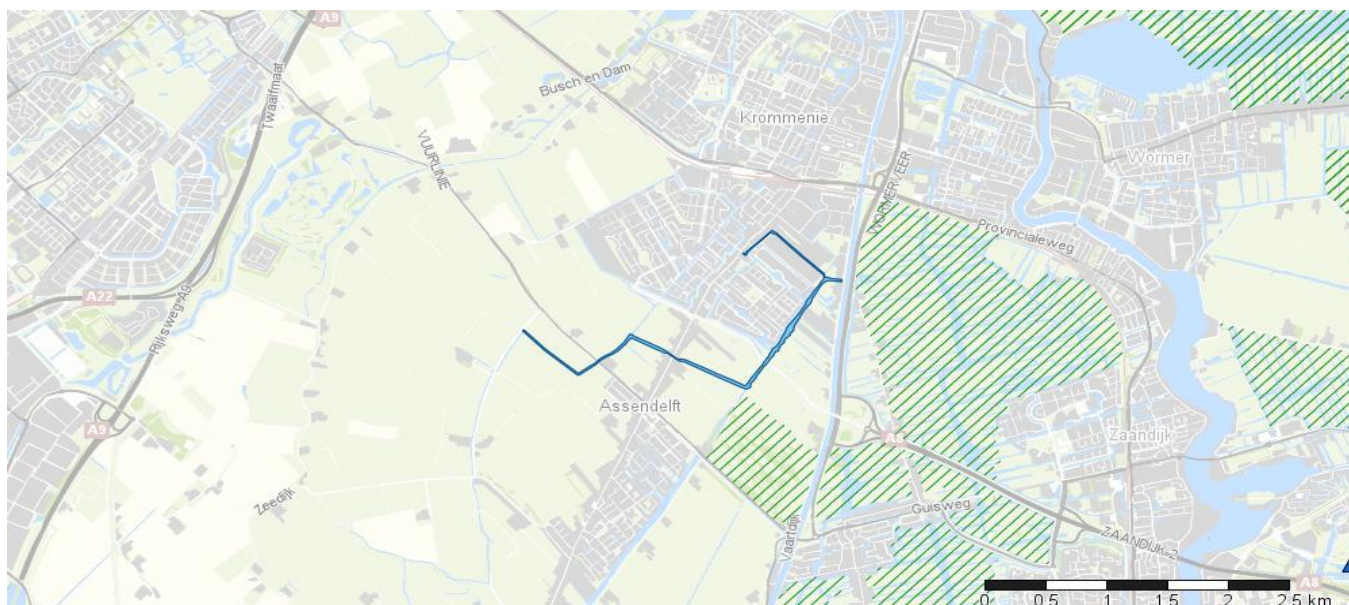 A9
Twaalfmaat
Busch en Dam
VUURLINIE
Krommenie
Wormer
WORMERVEER
Provincialeweg
A22
Rijksweg A9
Assendelft
A9
A8
Zaandijk
Zeedijk
Guisweg
Vaartdijk
ZAANDIJK 2
A8
0 0.5 1 1.5 2 2.5 km